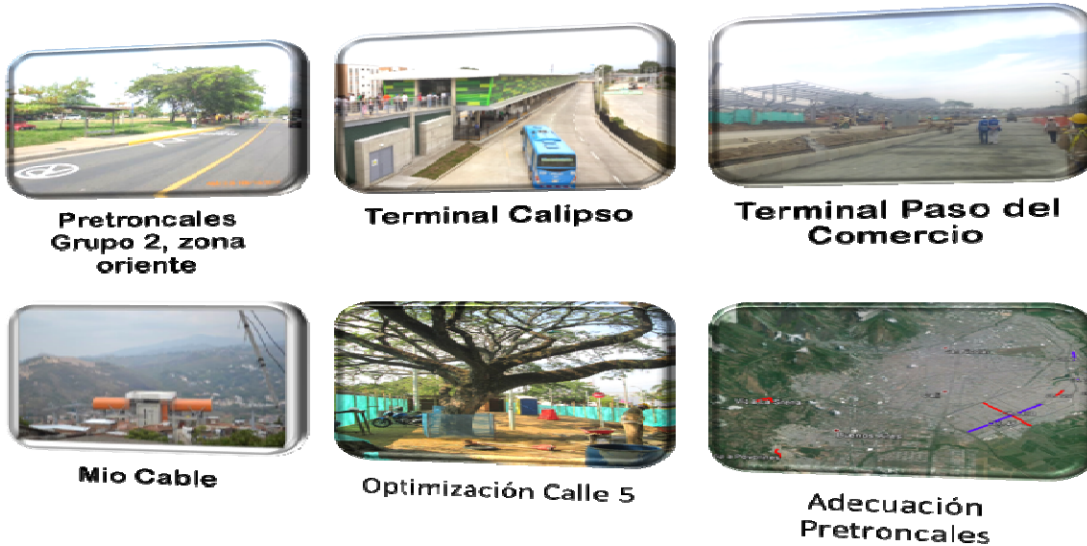 Pretroncales
Grupo 2, zona
oriente
Terminal Calipso
Terminal Paso del
Comercio
Mio Cable
Optimización Calle 5
Adecuación
Pretroncales